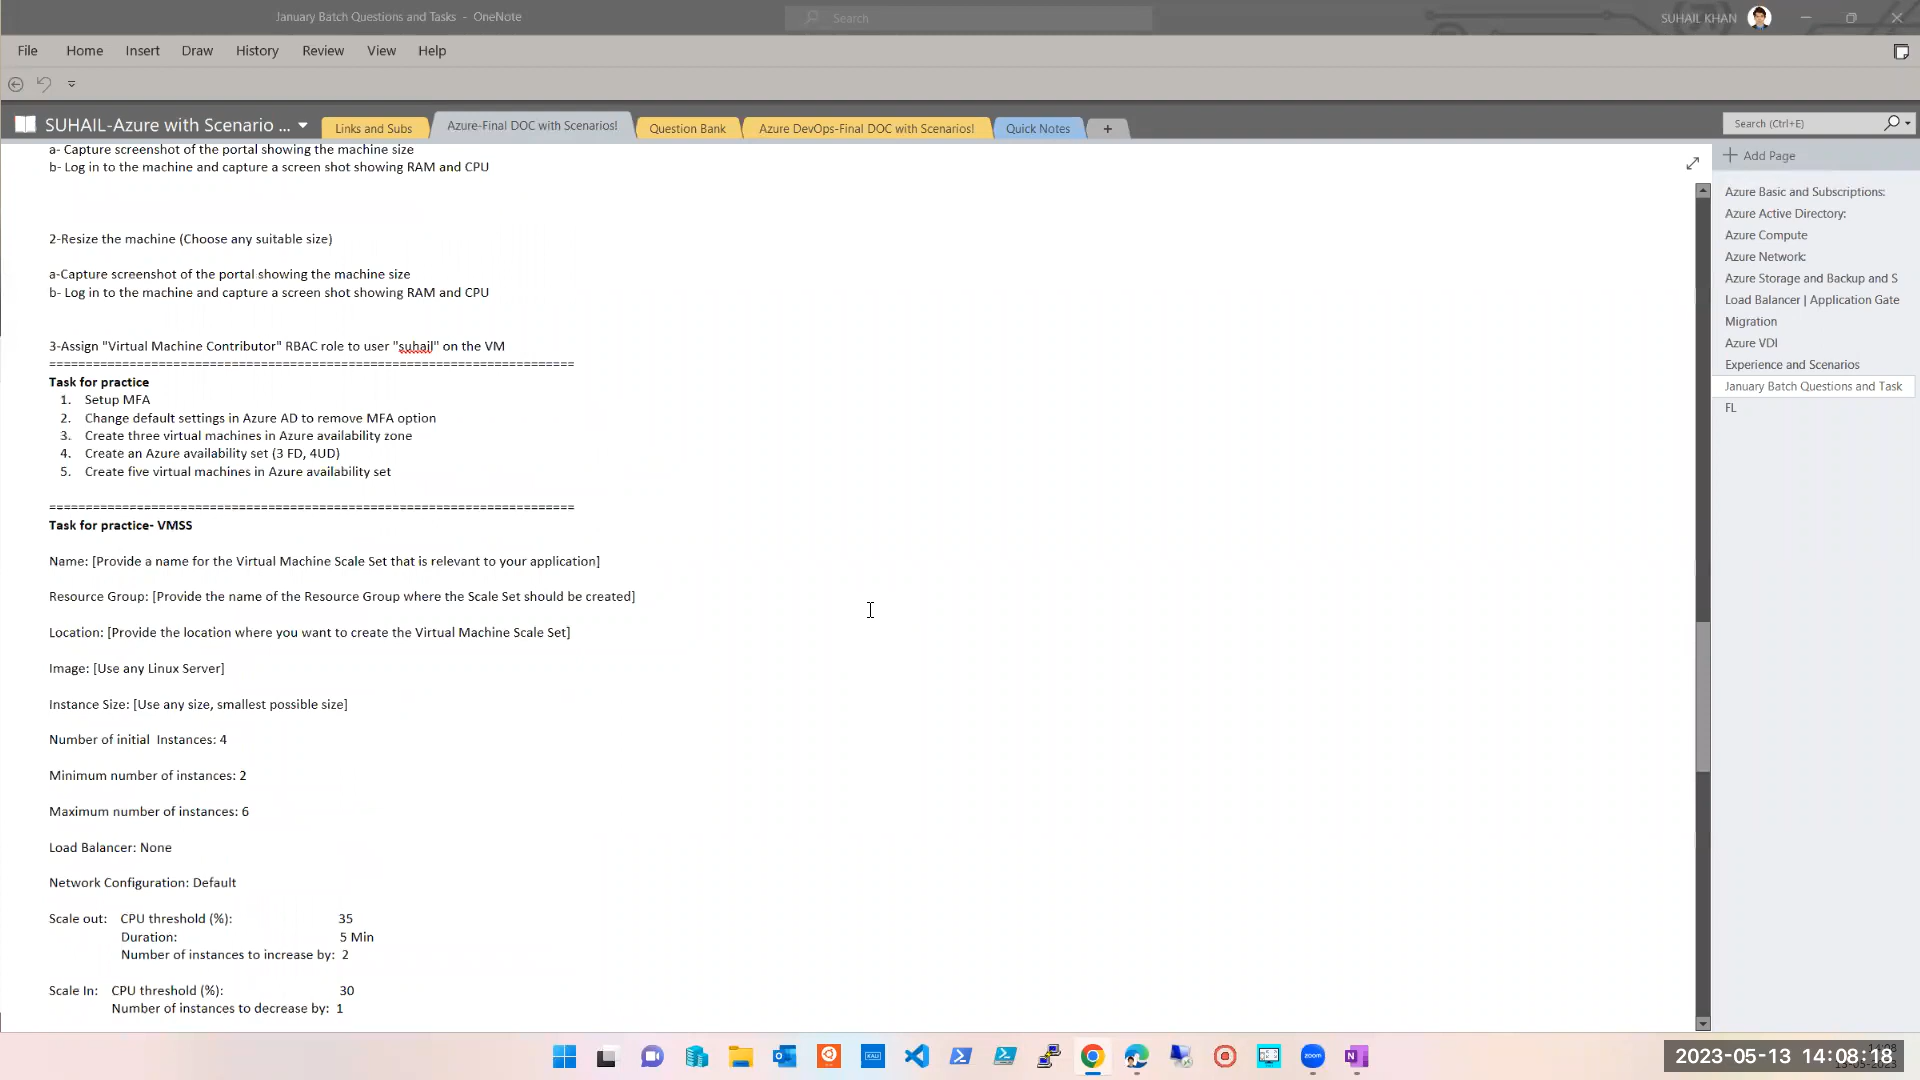 January Batch Questions and Tasks - OneNote
Search
SUHAIL KHAN
File Home Insert Draw History Review View Help
SUHAIL-Azure with Scenario ...
Links and Subs
Azure-Final DOC with Scenarios!
Question Bank
Azure DevOps-Final DOC with Scenarios!
Quick Notes
+
Search (Ctrl+E)
a- Capture screenshot of the portal showing the machine size
b- Log in to the machine and capture a screen shot showing RAM and CPU
2-Resize the machine (Choose any suitable size)
a-Capture screenshot of the portal showing the machine size
b- Log in to the machine and capture a screen shot showing RAM and CPU
3-Assign "Virtual Machine Contributor" RBAC role to user "suhail" on the VM
=======================================================================
Task for practice
1. Setup MFA
2. Change default settings in Azure AD to remove MFA option
3. Create three virtual machines in Azure availability zone
4. Create an Azure availability set (3 FD, 4UD)
5. Create five virtual machines in Azure availability set
=======================================================================
Task for practice- VMSS
Name: [Provide a name for the Virtual Machine Scale Set that is relevant to your application]
Resource Group: [Provide the name of the Resource Group where the Scale Set should be created]
Location: [Provide the location where you want to create the Virtual Machine Scale Set]
Image: [Use any Linux Server]
Instance Size: [Use any size, smallest possible size]
Number of initial Instances: 4
Minimum number of instances: 2
Maximum number of instances: 6
Load Balancer: None
Network Configuration: Default
Scale out: CPU threshold (%): 35
Duration: 5 Min
Number of instances to increase by: 2
Scale In: CPU threshold (%): 30
Number of instances to decrease by: 1
Add Page
Azure Basic and Subscriptions:
Azure Active Directory:
Azure Compute
Azure Network:
Azure Storage and Backup and S
Load Balancer | Application Gate
Migration
Azure VDI
Experience and Scenarios
January Batch Questions and Task
FL
KALI
zoom
N
2023-05-13 14:08:18